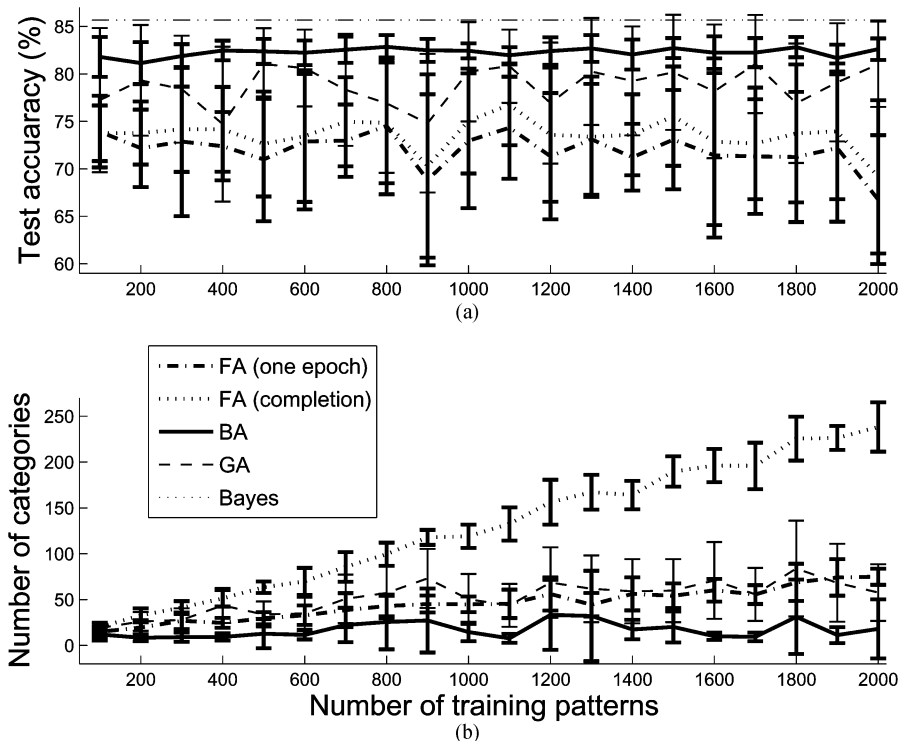 Test accuaracy (%)
85
80
75
70
65
60
200 400 600 800 1000 1200 1400 1600 1800 2000
(a)
FA (one epoch)
FA (completion)
BA
GA
Bayes
Number of categories
250
200
150
100
50
0
200 400 600 800 1000 1200 1400 1600 1800 2000
Number of training patterns
(b)